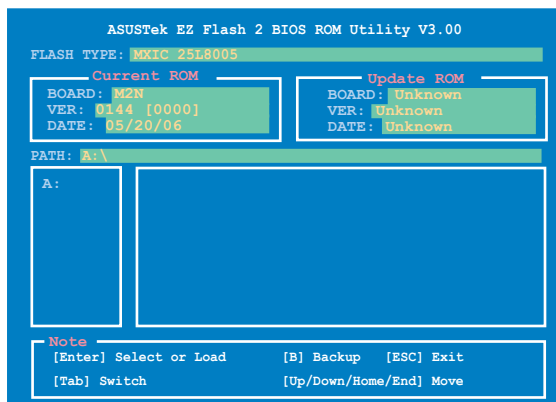 ASUSTek EZ Flash 2 BIOS ROM Utility V3.00
FLASH TYPE: MXIC 25L8005
Current ROM
BOARD: M2N
VER: 0144 [0000]
DATE: 05/20/06
Update ROM
BOARD: Unknown
VER: Unknown
DATE: Unknown
PATH: A:\
A:
Note
[Enter] Select or Load [B] Backup [ESC] Exit
[Tab] Switch [Up/Down/Home/End] Move